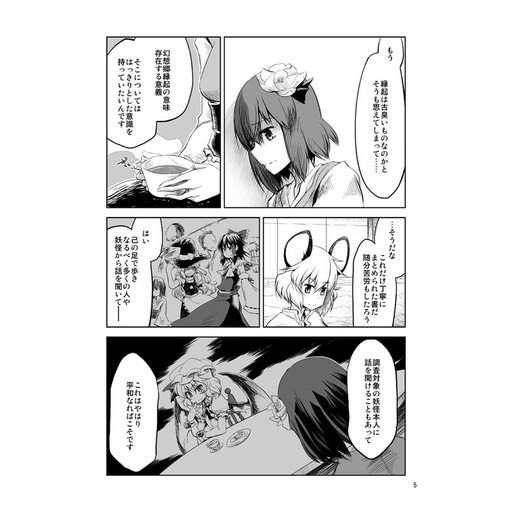 もう
縁起は古臭いものなのかと
そうも思えてしまって……
幻想郷縁起の意味
存在する意義
そこについては
はっきりとした意識を
持っていたいんです
…そうだな
これだけ丁寧に
まとめられた書だ
随分苦労もしたろう
はい
己の足で歩き
なるべく多くの人や
妖怪から話を聞いて――
調査対象の妖怪本人に
話を聞けることもあって
これはやはり
平和なればこそです
5